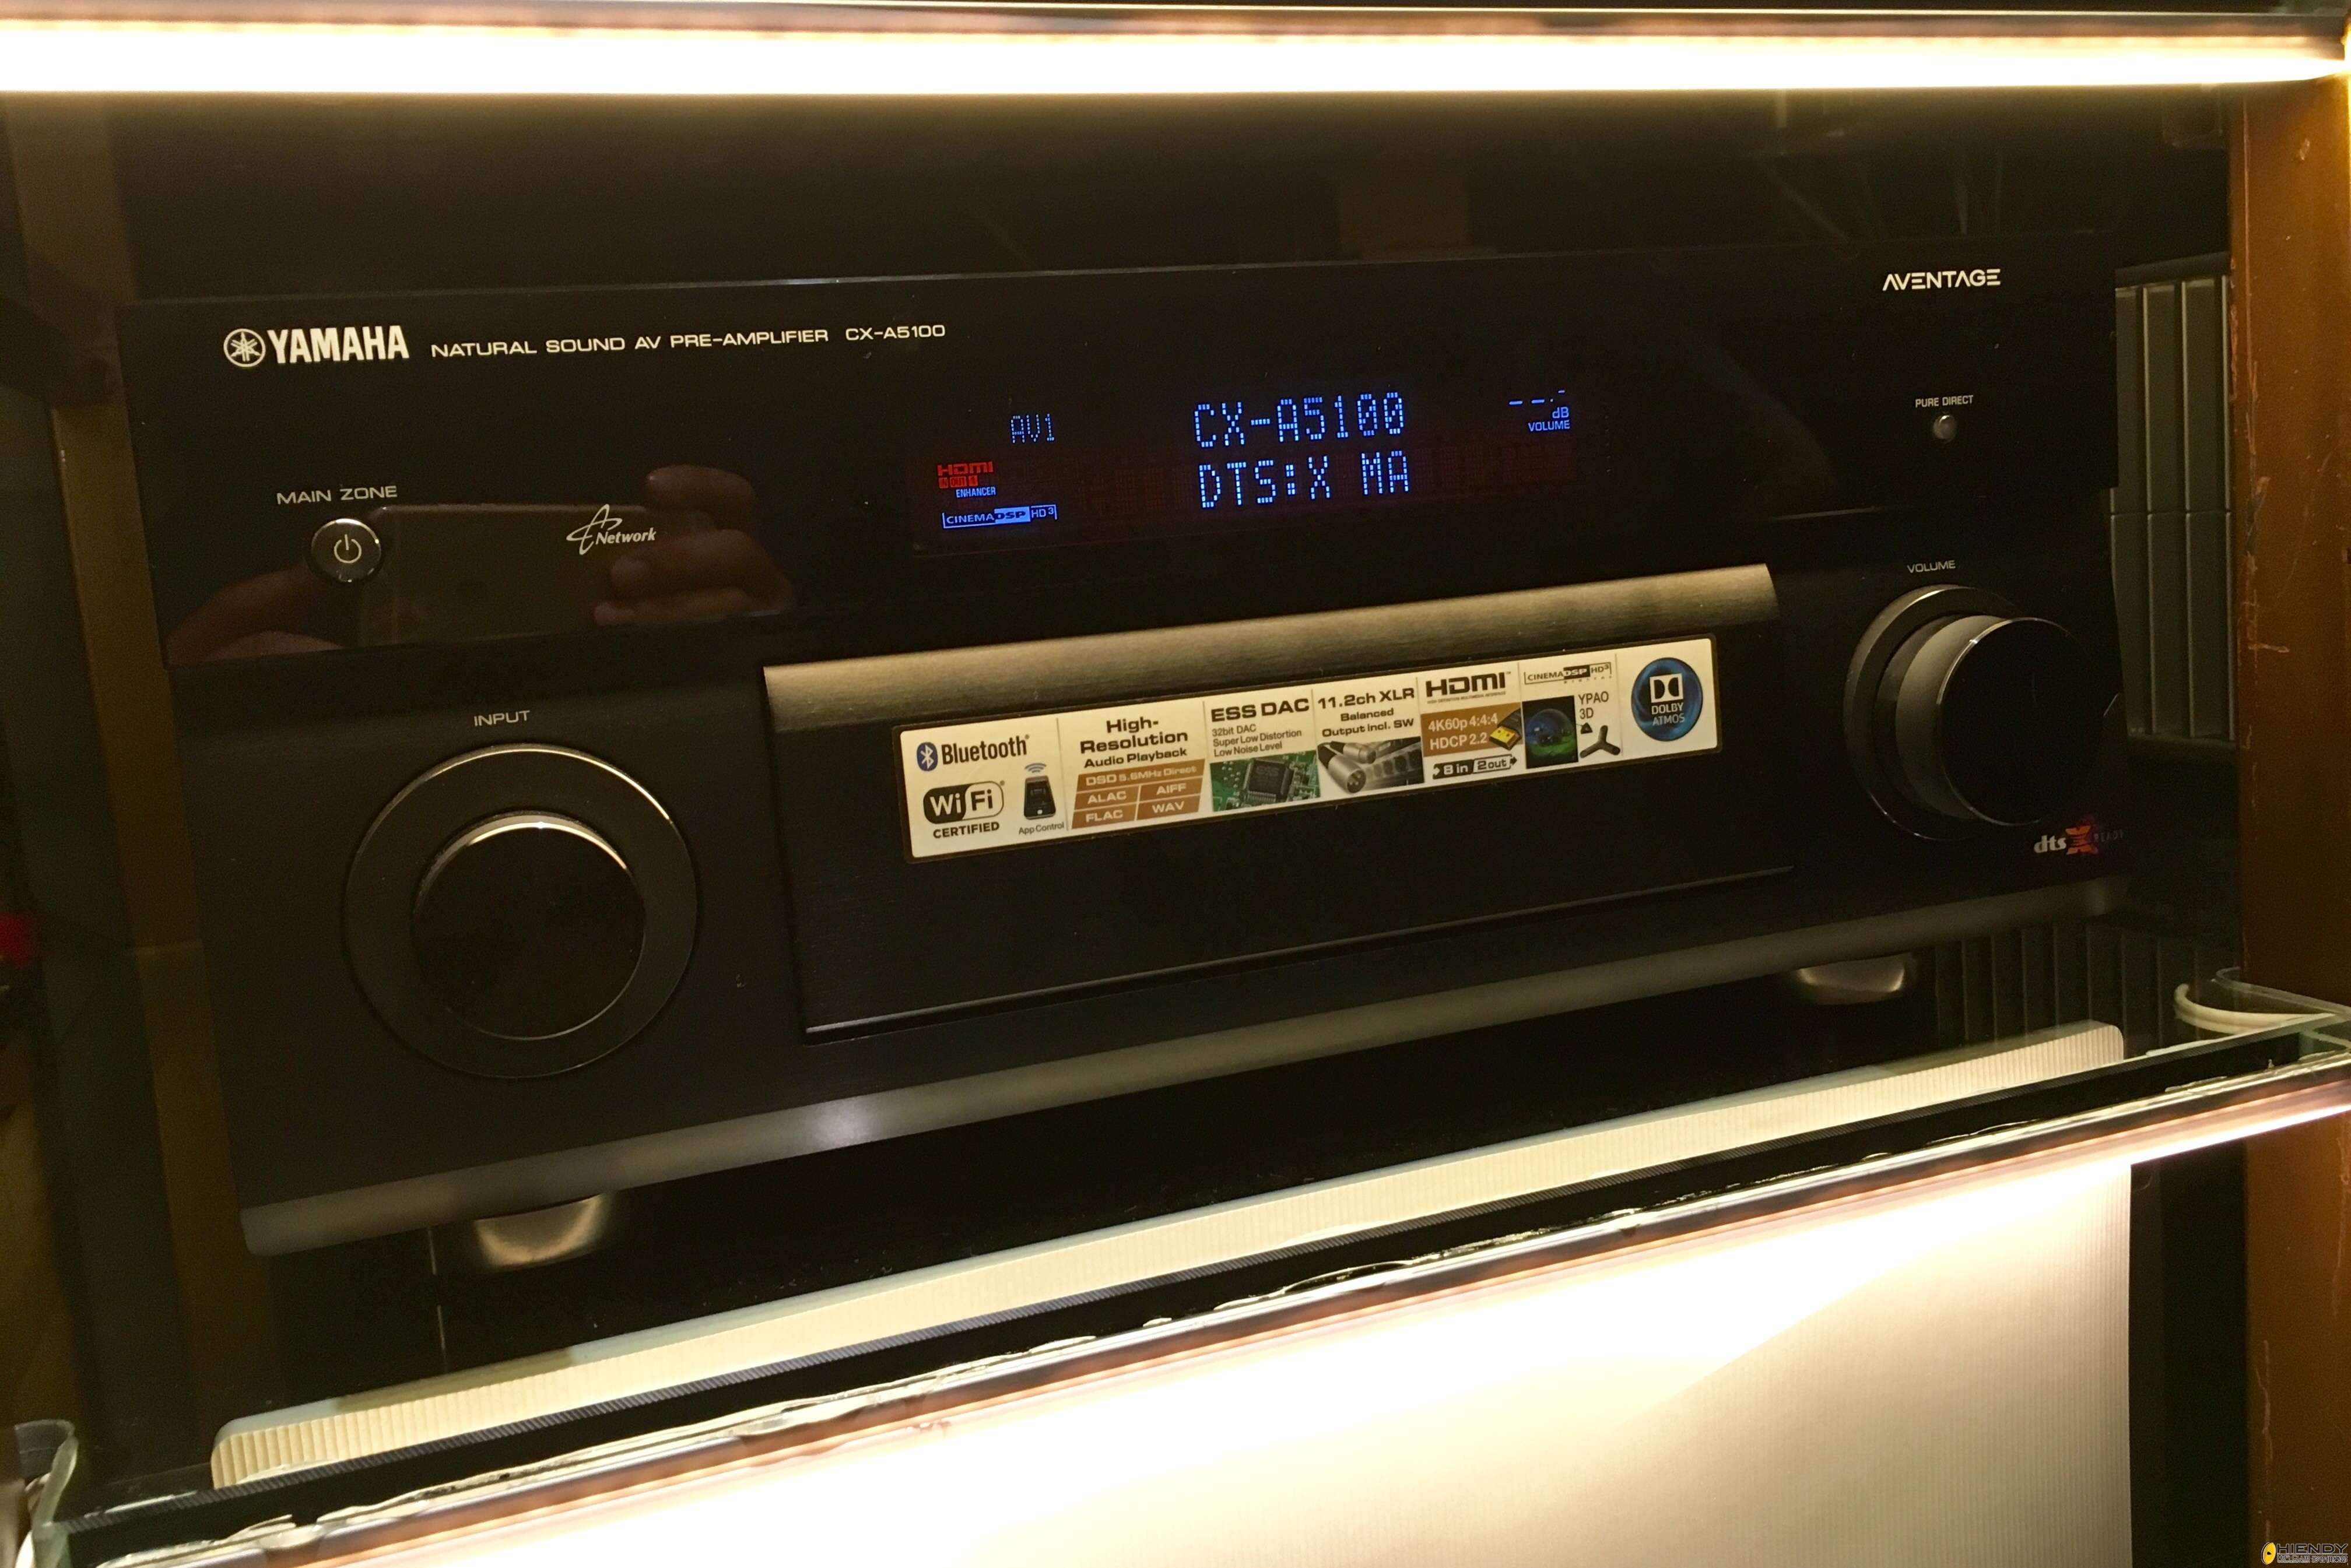 AVENTAGE
YAMAHA NATURAL SOUND AV PRE-AMPLIFIER CX-A5100
PURE DIRECT
AV1
CX-A5100
dB
VOLUME
HDMI
OUT
ENHANCER
DTS:X MA
CINEMA DSP HD3
MAIN ZONE
Network
VOLUME
INPUT
Bluetooth
WiFi
CERTIFIED
App Control
High-
Resolution
Audio Playback
DSD 5.6MHz Direct
ALAC AIFF
FLAC WAV
ESS DAC
32bit DAC
Super Low Distortion
Low Noise Level
11.2ch XLR
Balanced
Output incl. SW
HDMI
4K60p 4:4:4
HDCP 2.2
8 in 2 out
CINEMA DSP HD3
YPAO
3D
DOLBY
ATMOS
dts X READY
HIENDY